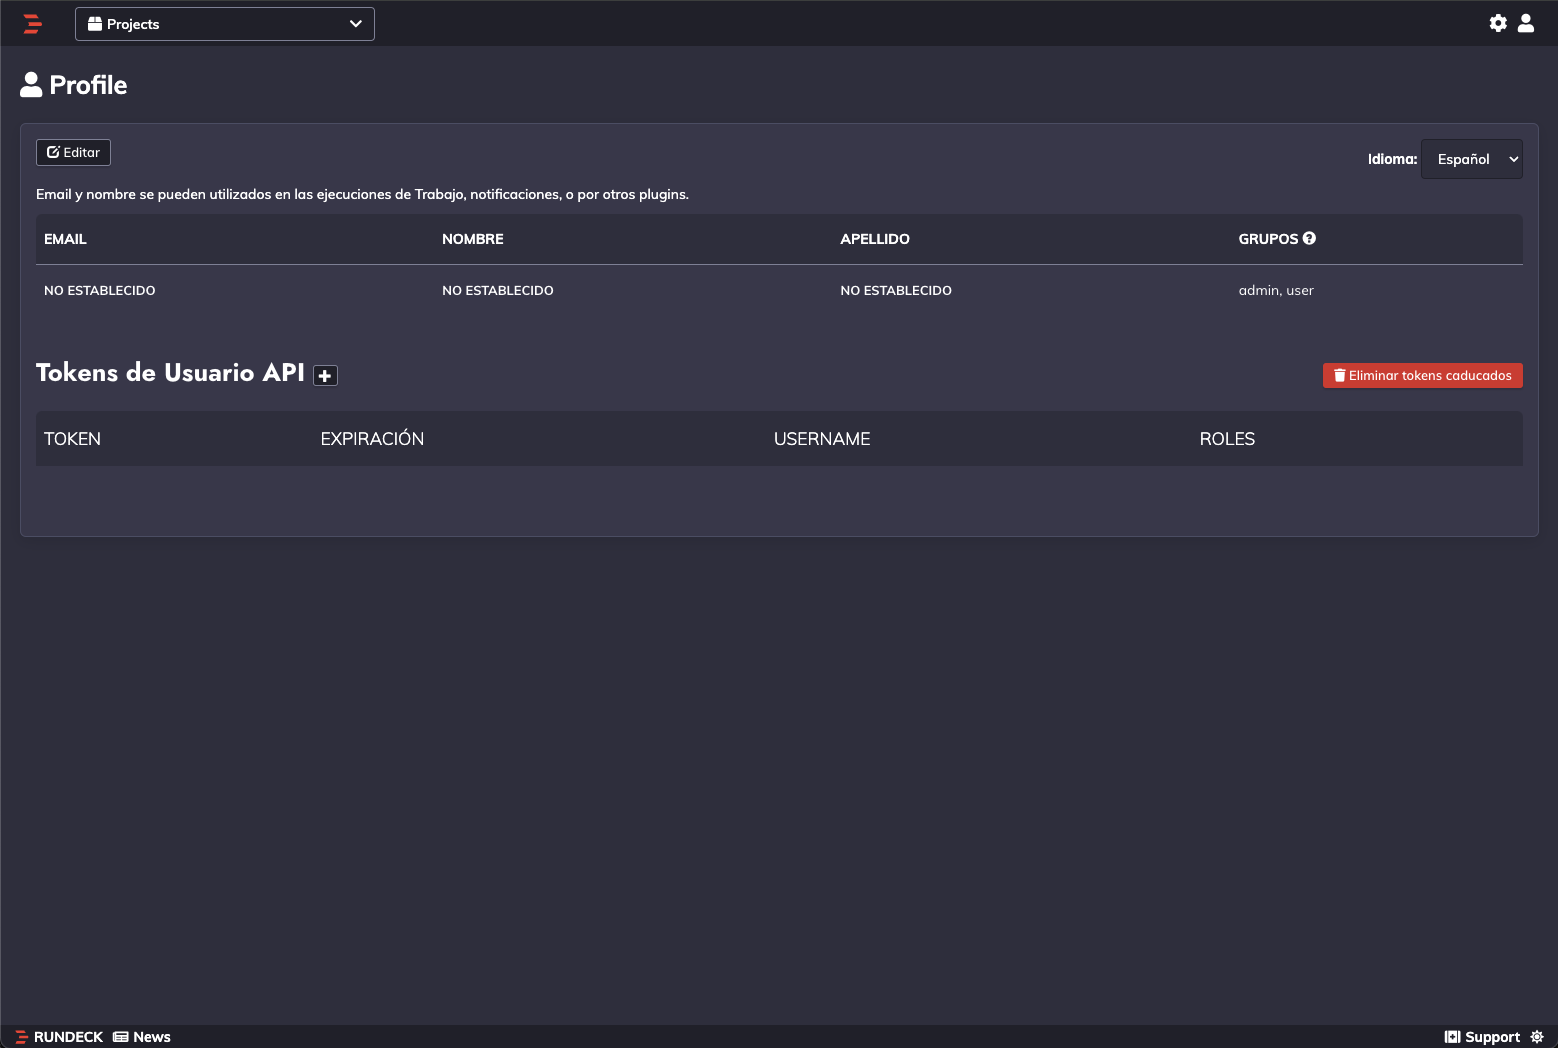 Projects
Profile
Editar
Idioma: Español
Email y nombre se pueden utilizados en las ejecuciones de Trabajo, notificaciones, o por otros plugins.
EMAIL NOMBRE APELLIDO GRUPOS
NO ESTABLECIDO NO ESTABLECIDO NO ESTABLECIDO admin, user
Tokens de Usuario API
Eliminar tokens caducados
TOKEN EXPIRACIÓN USERNAME ROLES
RUNDECK News Support